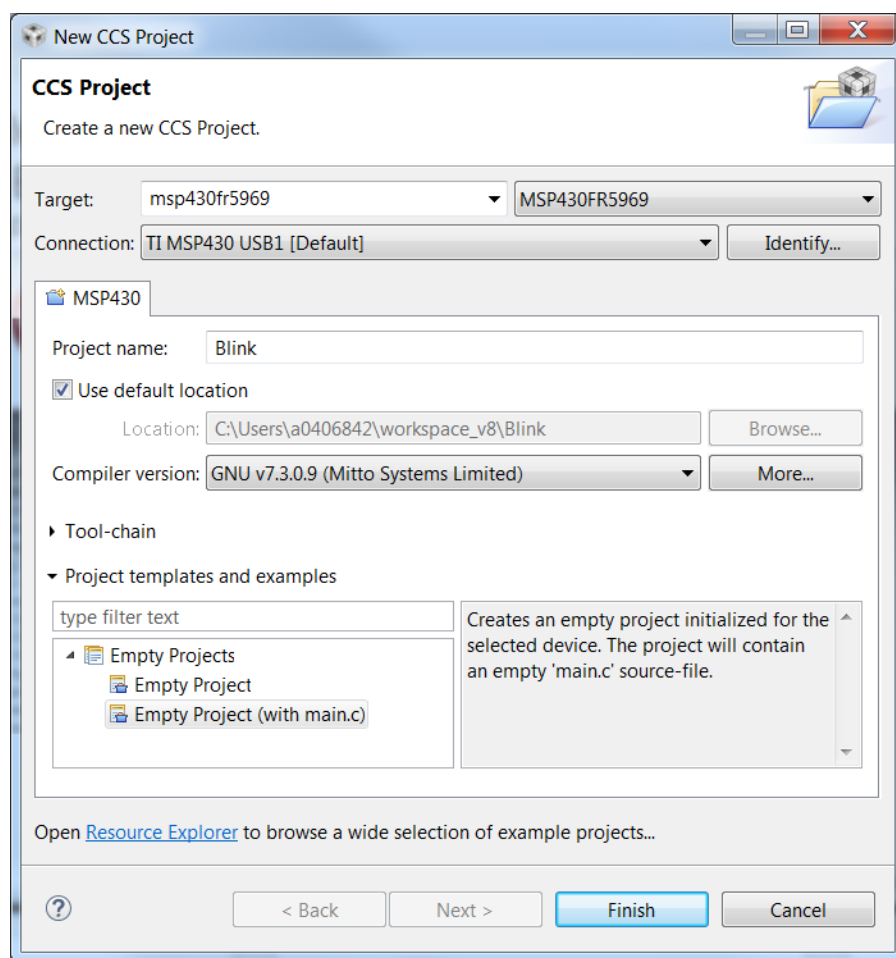 New CCS Project
CCS Project
Create a new CCS Project.
Target: msp430fr5969 MSP430FR5969
Connection: TI MSP430 USB1 [Default] Identify...
MSP430
Project name: Blink
Use default location
Location: C:\Users\a0406842\workspace_v8\Blink Browse...
Compiler version: GNU v7.3.0.9 (Mitto Systems Limited) More...
Tool-chain
Project templates and examples
type filter text
Empty Projects
Empty Project
Empty Project (with main.c)
Creates an empty project initialized for the
selected device. The project will contain
an empty 'main.c' source-file.
Open Resource Explorer to browse a wide selection of example projects...
? < Back Next > Finish Cancel